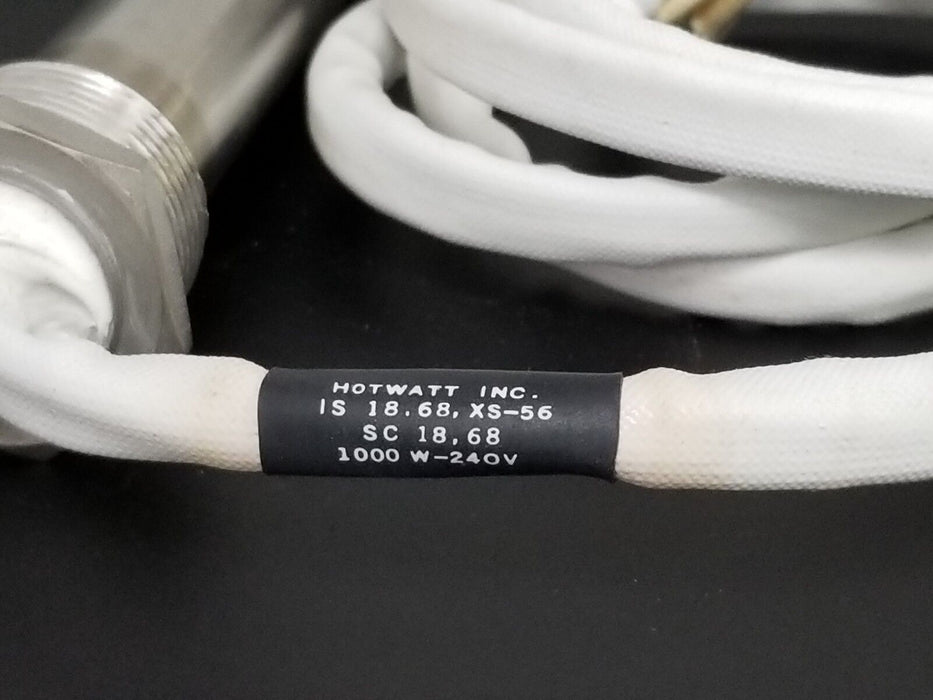 HOTWATT INC.
IS 18.68, XS-56
SC 18,68
1000 W-240V